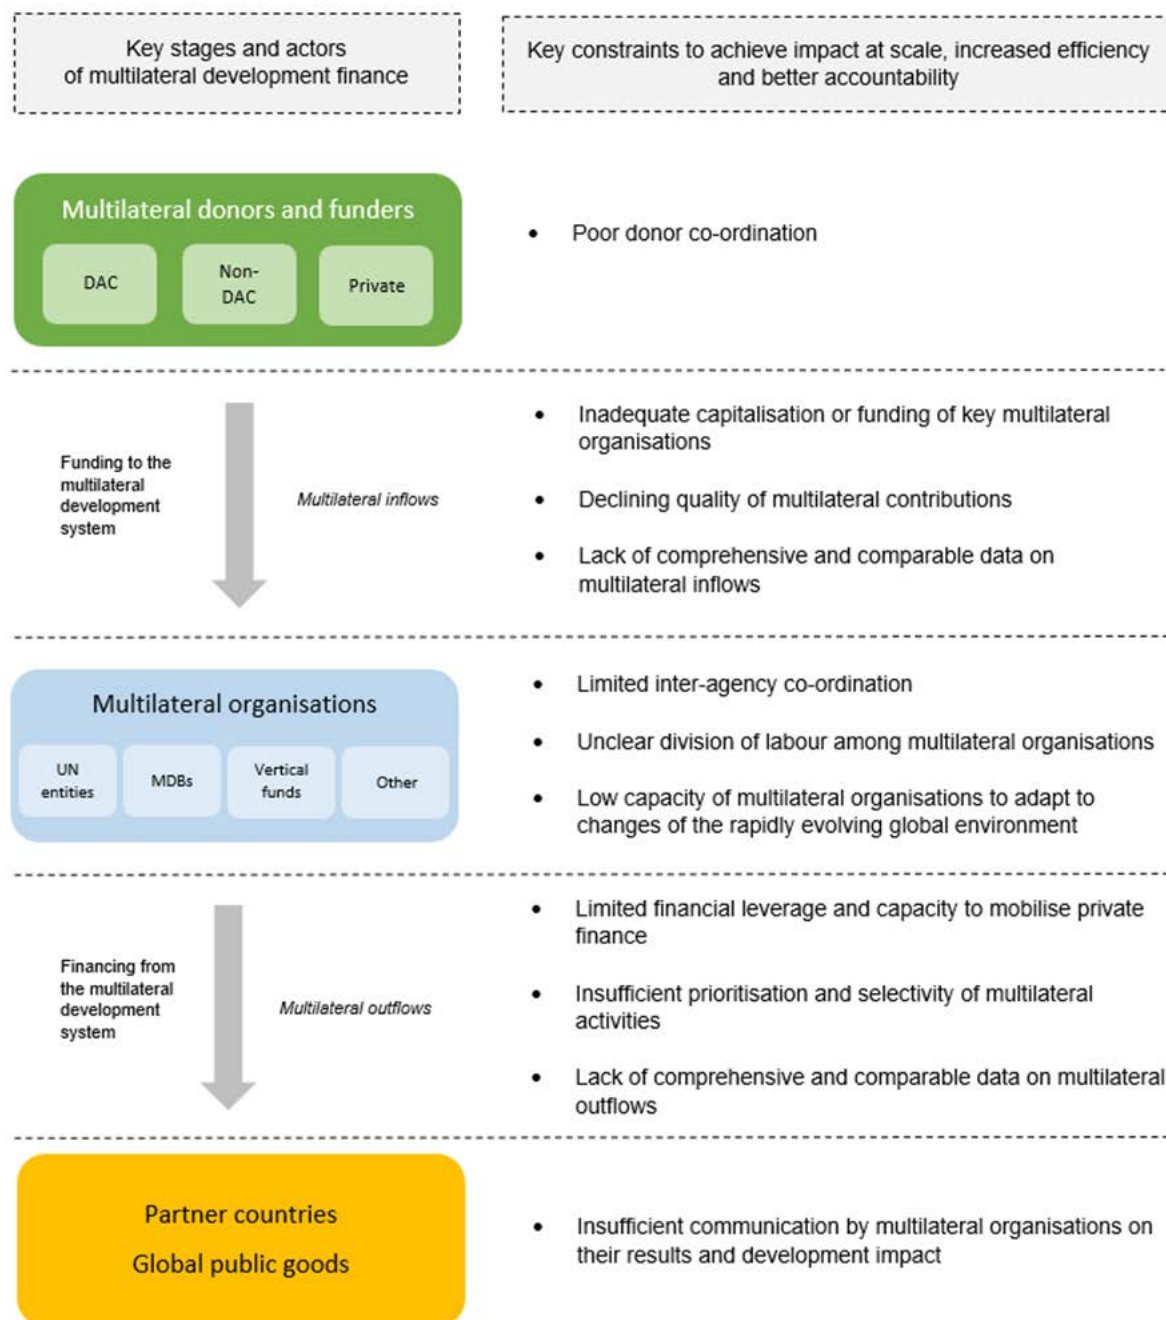 Key stages and actors
of multilateral development finance
Key constraints to achieve impact at scale, increased efficiency
and better accountability
Multilateral donors and funders
DAC
Non-
DAC
Private
• Poor donor co-ordination
Funding to the
multilateral
development
system
Multilateral inflows
• Inadequate capitalisation or funding of key multilateral
organisations
• Declining quality of multilateral contributions
• Lack of comprehensive and comparable data on
multilateral inflows
Multilateral organisations
UN
entities
MDBs
Vertical
funds
Other
• Limited inter-agency co-ordination
• Unclear division of labour among multilateral organisations
• Low capacity of multilateral organisations to adapt to
changes of the rapidly evolving global environment
Financing from
the multilateral
development
system
Multilateral outflows
• Limited financial leverage and capacity to mobilise private
finance
• Insufficient prioritisation and selectivity of multilateral
activities
• Lack of comprehensive and comparable data on multilateral
outflows
Partner countries
Global public goods
• Insufficient communication by multilateral organisations on
their results and development impact